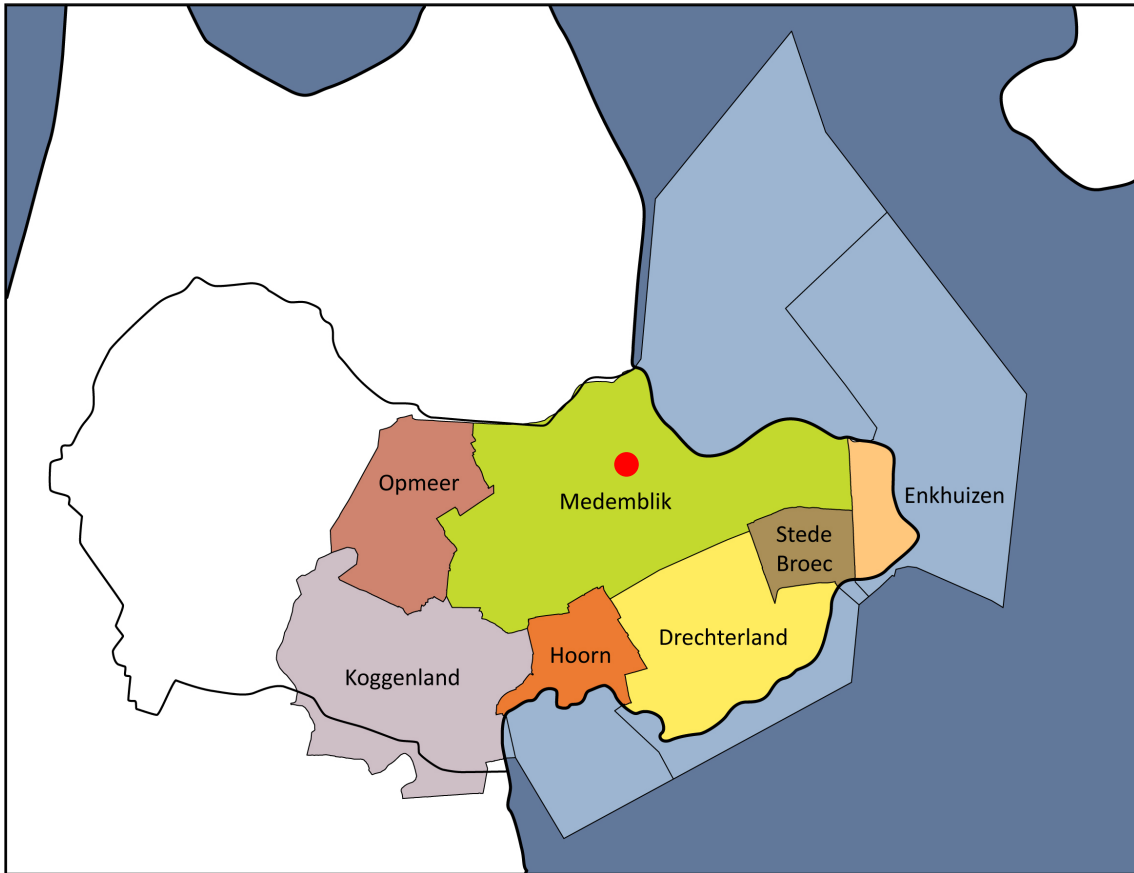 Opmeer
Medemblik
Enkhuizen
Stede
Broec
Drechterland
Hoorn
Koggenland